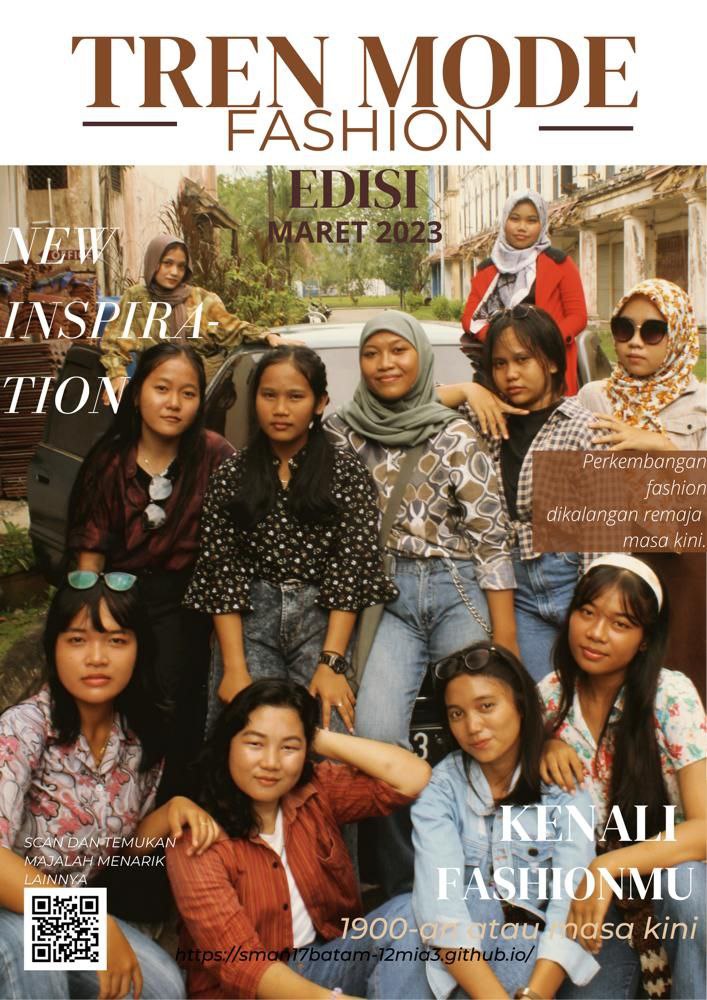 TREN MODE
FASHION
EDISI
MARET 2023
NEW
INSPIRA-
TION
Perkembangan
fashion
dikalangan remaja
masa kini.
KENALI
FASHIONMU
1900-an atau masa kini
SCAN DAN TEMUKAN
MAJALAH MENARIK
LAINNYA
https://sman17batam-12mia3.github.io/
3